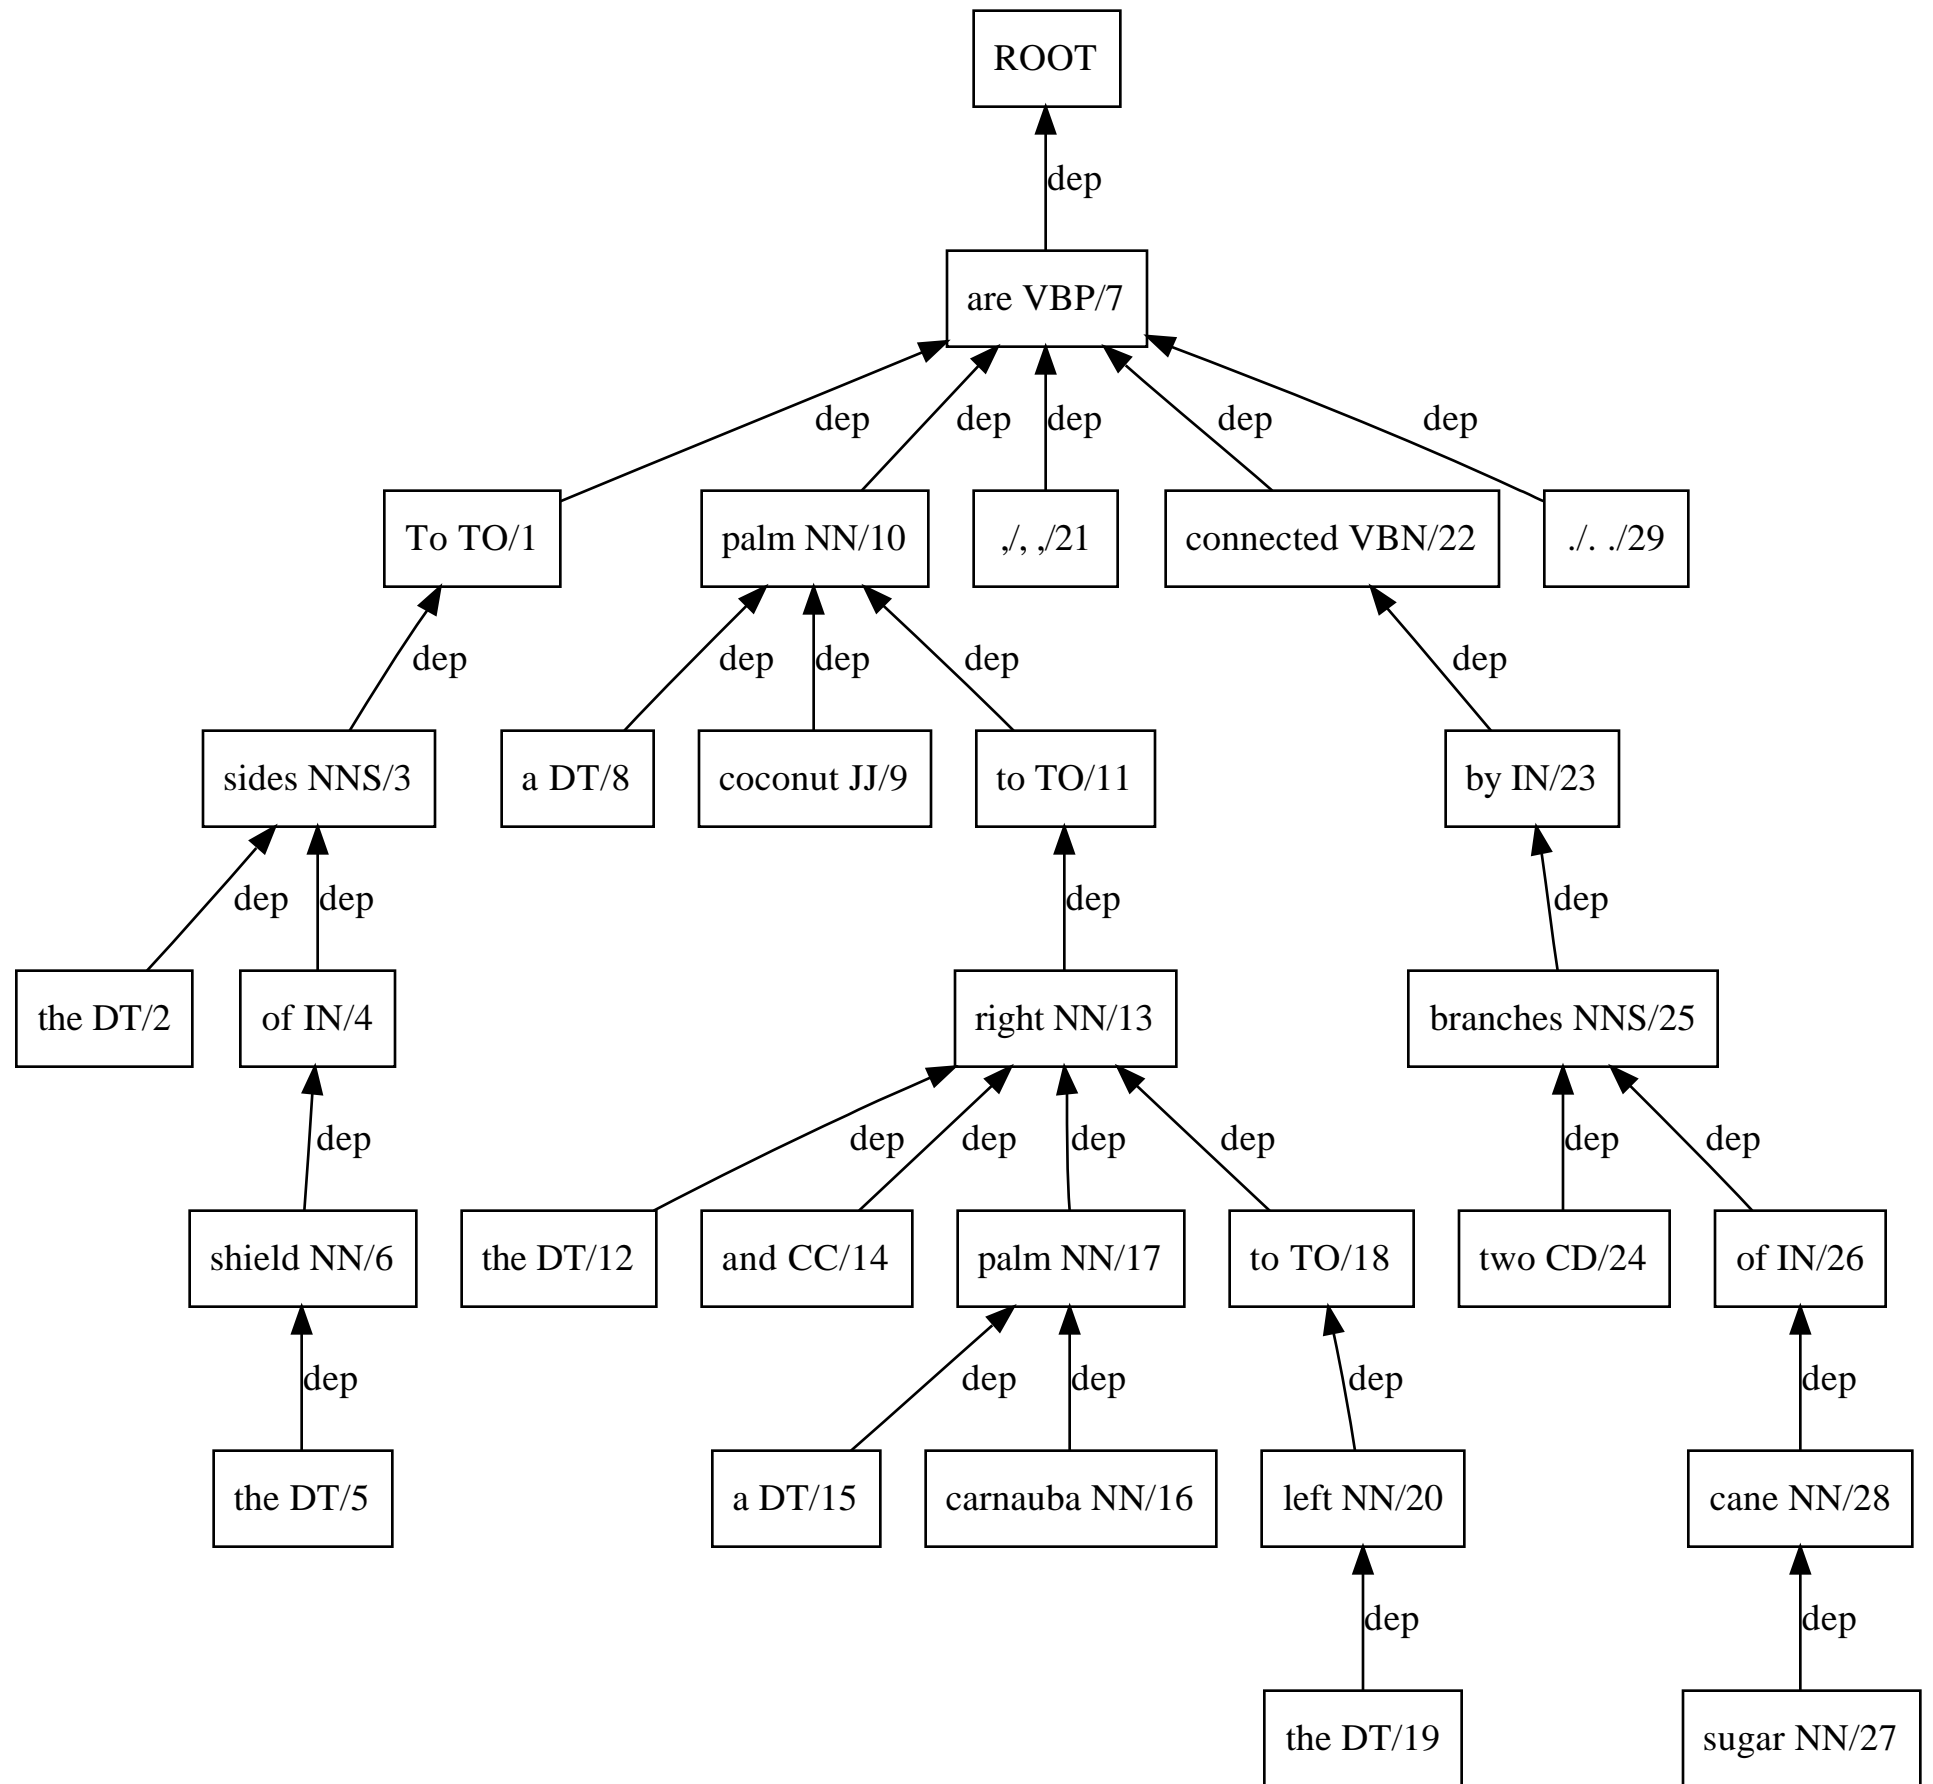 ROOT
dep
are VBP/7
dep dep dep dep dep
To TO/1 palm NN/10 ,/, ,/21 connected VBN/22 ./. ./29
dep dep dep dep dep
sides NNS/3 a DT/8 coconut JJ/9 to TO/11 by IN/23
dep dep dep dep
the DT/2 of IN/4 right NN/13 branches NNS/25
dep dep dep dep dep dep dep
shield NN/6 the DT/12 and CC/14 palm NN/17 to TO/18 two CD/24 of IN/26
dep dep dep dep dep
the DT/5 a DT/15 carnauba NN/16 left NN/20 cane NN/28
dep dep
the DT/19 sugar NN/27